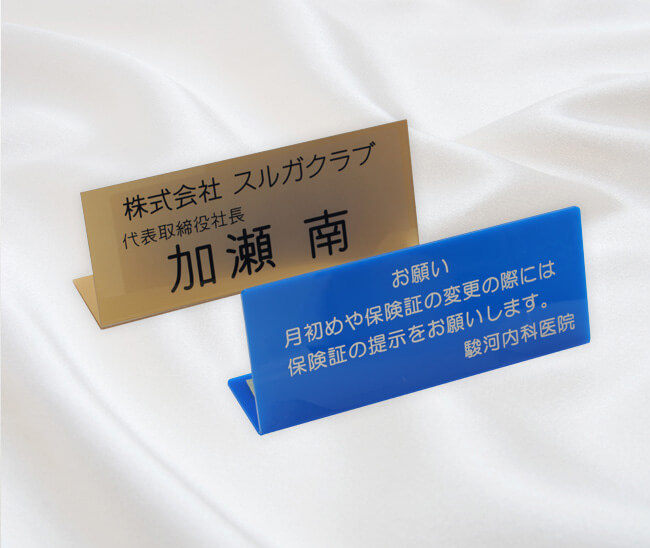 株式会社 スルガクラブ
代表取締役社長
加瀬 南
お願い
月初めや保険証の変更の際には
保険証の提示をお願いします。
駿河内科医院